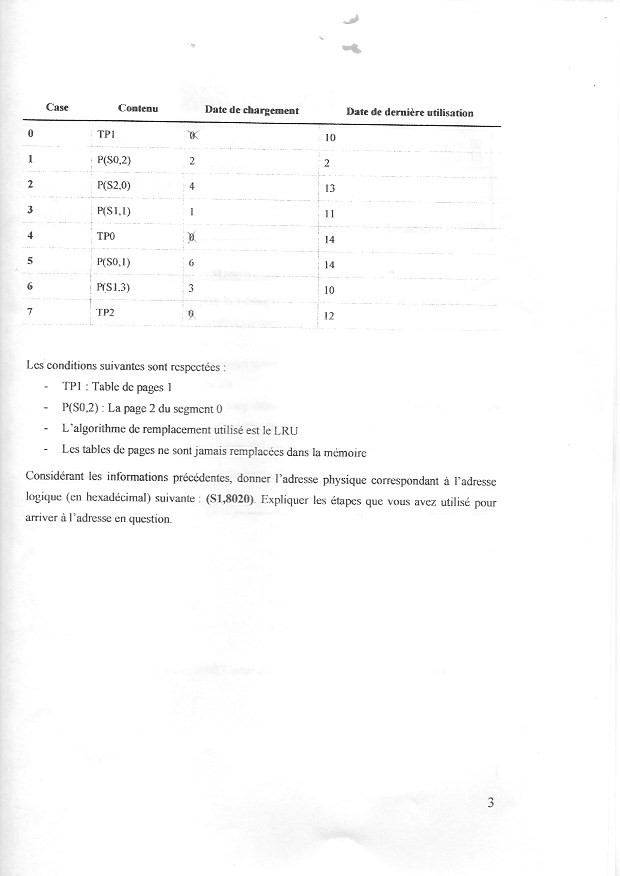 Case Contenu Date de chargement Date de dernière utilisation
0 TP1 0 10
1 P(S0,2) 2 2
2 P(S2,0) 4 13
3 P(S1,1) 1 11
4 TP0 0 14
5 P(S0,1) 6 14
6 P(S1,3) 3 10
7 TP2 0 12
Les conditions suivantes sont respectées :
- TP1 : Table de pages 1
- P(S0,2) : La page 2 du segment 0
- L'algorithme de remplacement utilisé est le LRU
- Les tables de pages ne sont jamais remplacées dans la mémoire
Considérant les informations précédentes, donner l'adresse physique correspondant à l'adresse
logique (en hexadécimal) suivante : (S1,8020). Expliquer les étapes que vous avez utilisé pour
arriver à l'adresse en question.
3